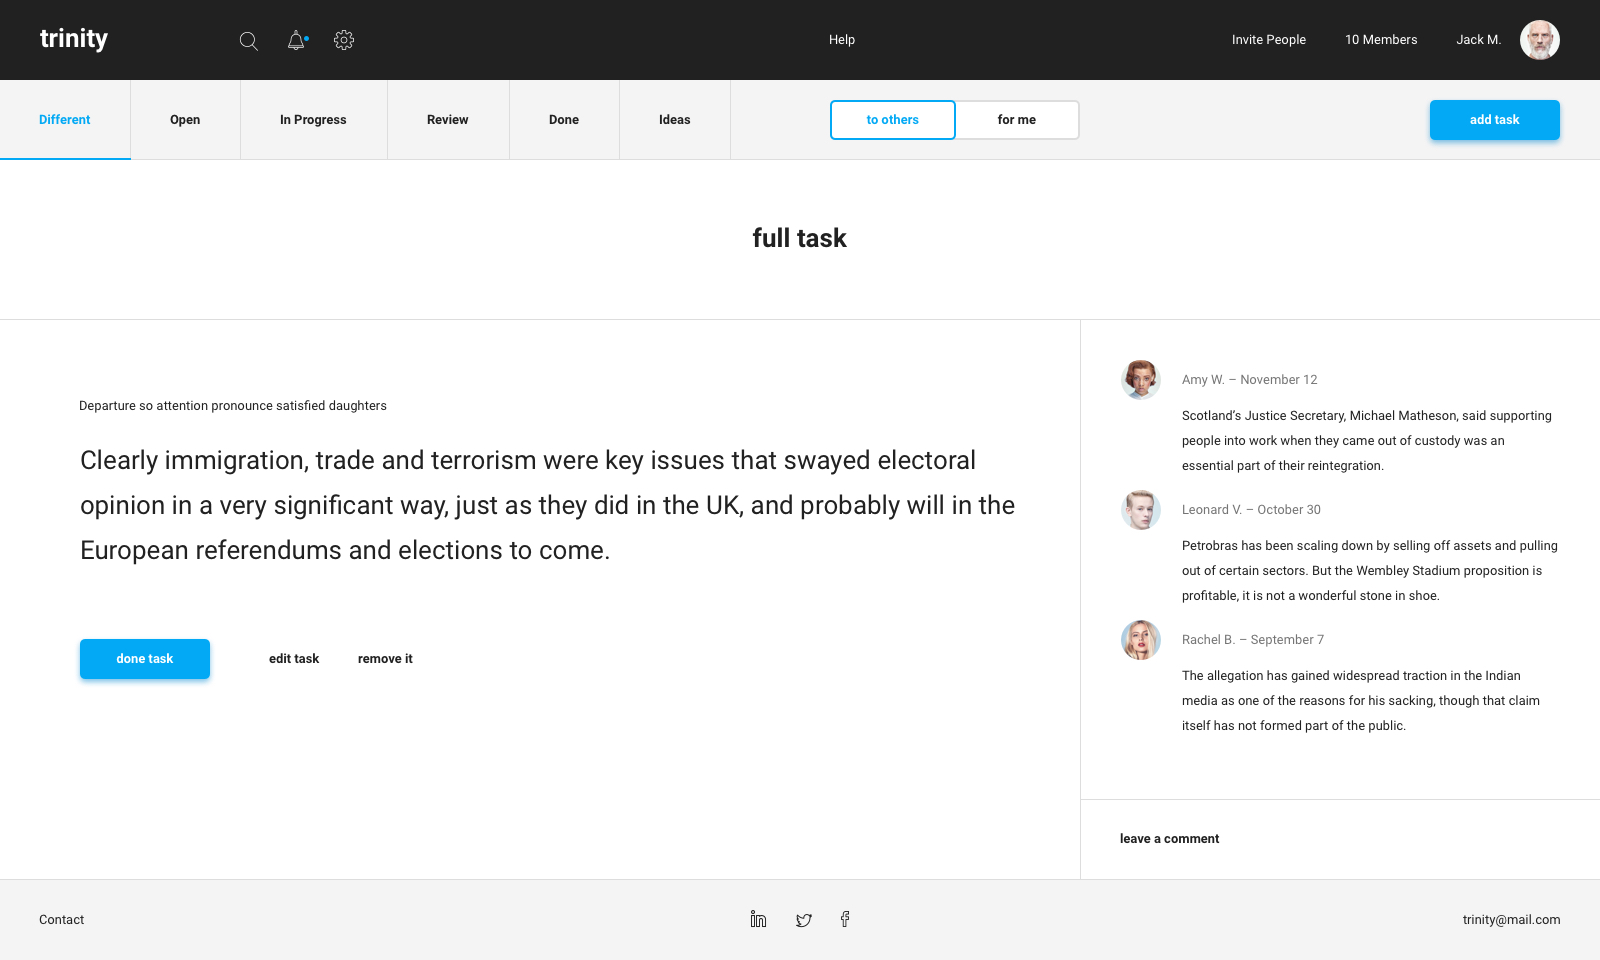 trinity
Help
Invite People
10 Members
Jack M.
Different
Open
In Progress
Review
Done
Ideas
to others
for me
add task
full task
Departure so attention pronounce satisfied daughters
Clearly immigration, trade and terrorism were key issues that swayed electoral
opinion in a very significant way, just as they did in the UK, and probably will in the
European referendums and elections to come.
done task
edit task
remove it
Amy W. – November 12
Scotland’s Justice Secretary, Michael Matheson, said supporting
people into work when they came out of custody was an
essential part of their reintegration.
Leonard V. – October 30
Petrobras has been scaling down by selling off assets and pulling
out of certain sectors. But the Wembley Stadium proposition is
profitable, it is not a wonderful stone in shoe.
Rachel B. – September 7
The allegation has gained widespread traction in the Indian
media as one of the reasons for his sacking, though that claim
itself has not formed part of the public.
leave a comment
Contact
trinity@mail.com